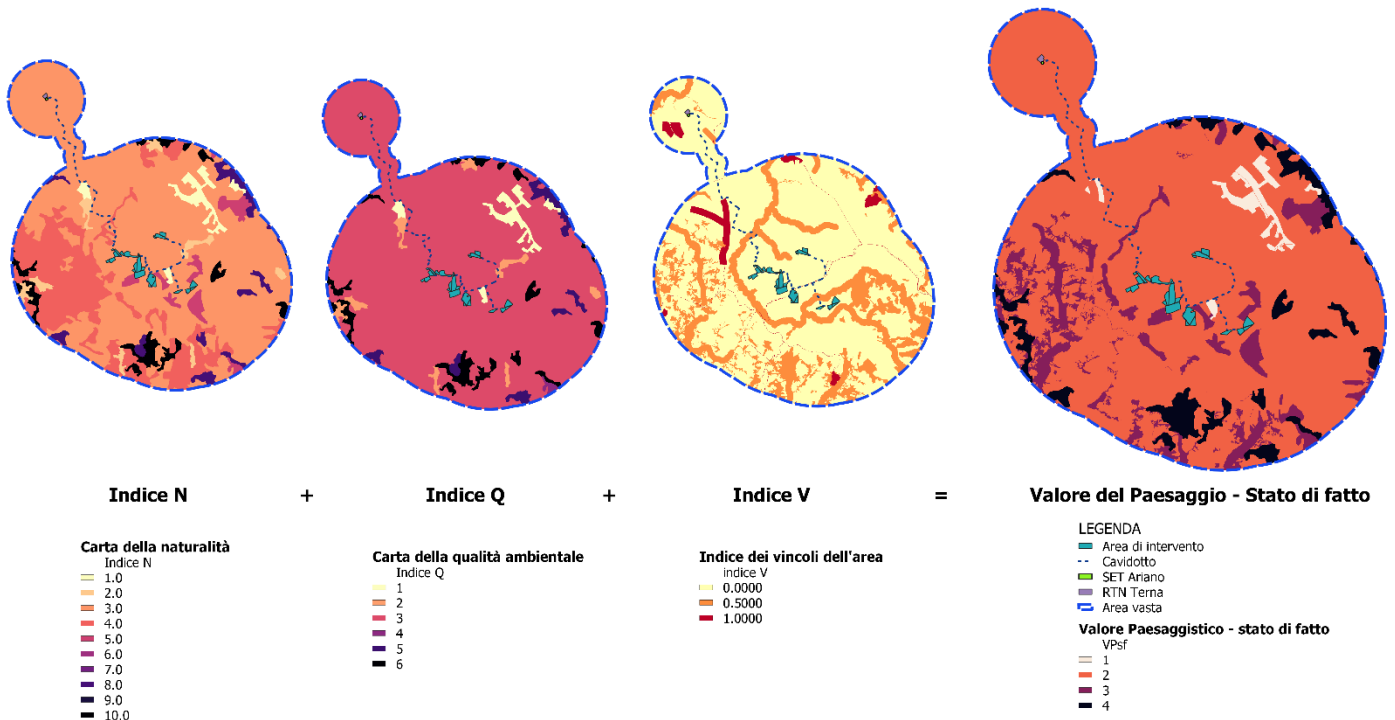 Indice N + Indice Q + Indice V = Valore del Paesaggio - Stato di fatto
Carta della naturalità
Indice N
1.0
2.0
3.0
4.0
5.0
6.0
7.0
8.0
9.0
10.0
Carta della qualità ambientale
Indice Q
1
2
3
4
5
6
Indice dei vincoli dell'area
indice V
0.0000
0.5000
1.0000
LEGENDA
Area di intervento
Cavidotto
SET Ariano
RTN Terna
Area vasta
Valore Paesaggistico - stato di fatto
VPsf
1
2
3
4